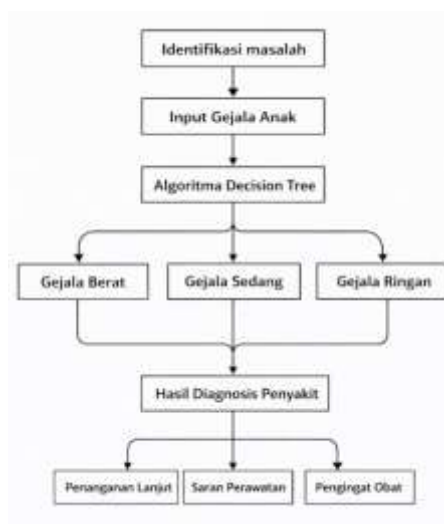 Identifikasi masalah
Input Gejala Anak
Algoritma Decision Tree
Gejala Berat
Gejala Sedang
Gejala Ringan
Hasil Diagnosis Penyakit
Penanganan Lanjut
Saran Perawatan
Pengingat Obat